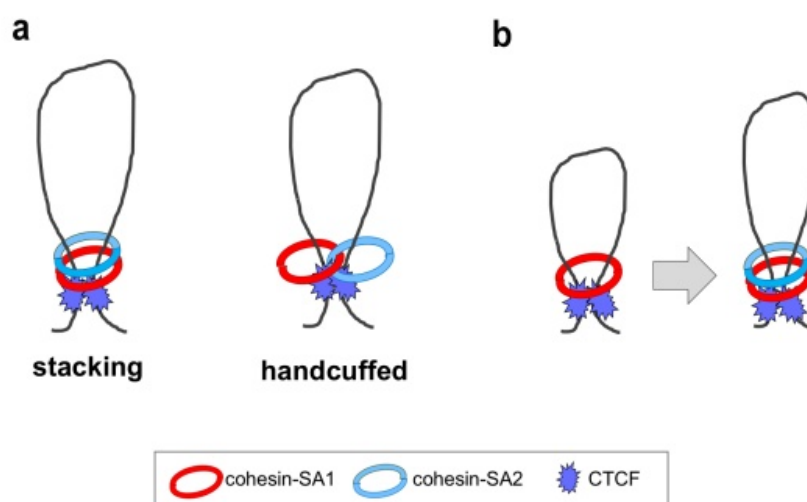 a
b
stacking
handcuffed
cohesin-SA1
cohesin-SA2
CTCF